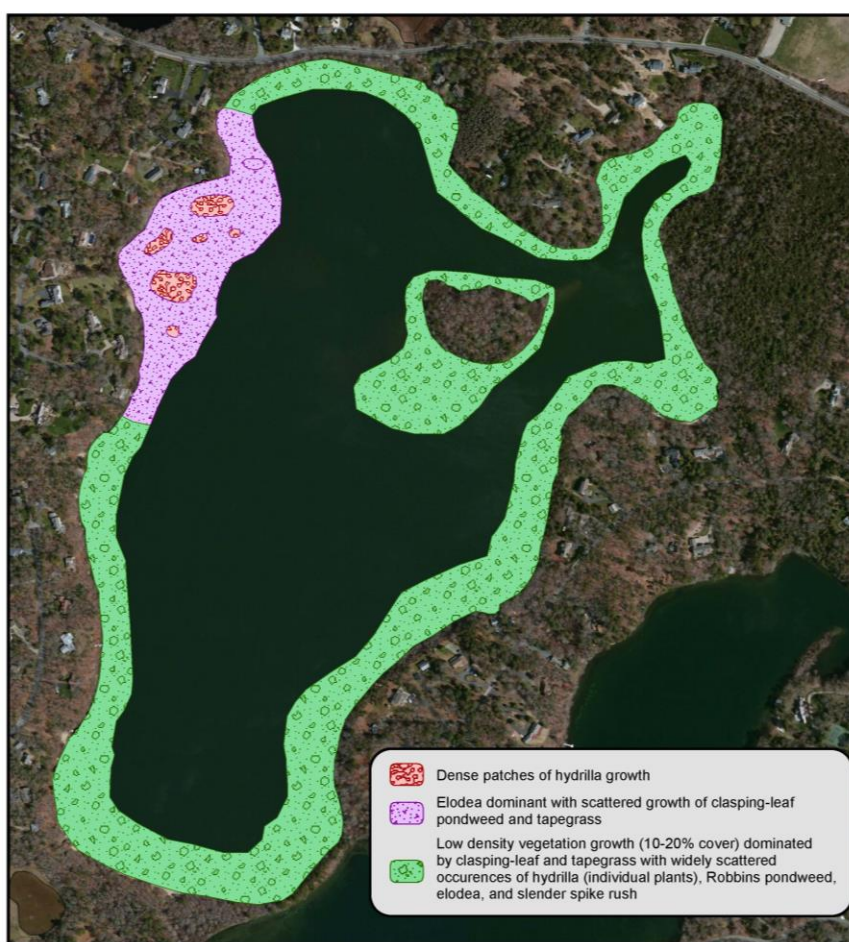 Dense patches of hydrilla growth
Elodea dominant with scattered growth of clasping-leaf
pondweed and tapegrass
Low density vegetation growth (10-20% cover) dominated
by clasping-leaf and tapegrass with widely scattered
occurences of hydrilla (individual plants), Robbins pondweed,
elodea, and slender spike rush